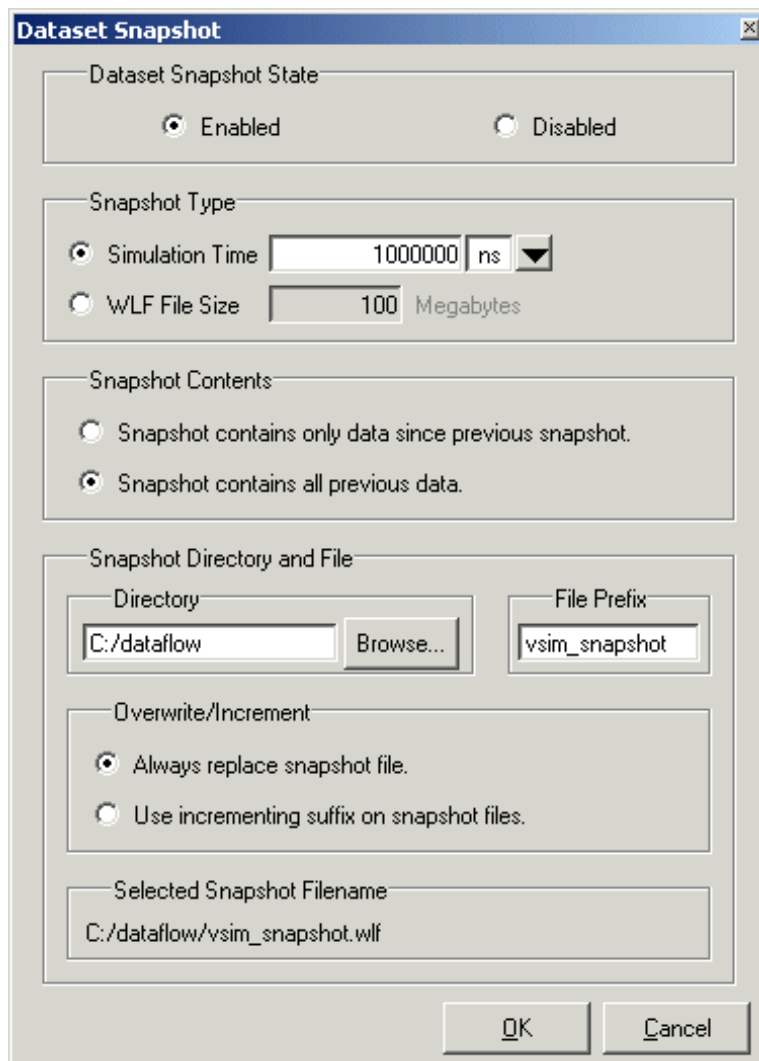 Dataset Snapshot
Dataset Snapshot State
Enabled Disabled
Snapshot Type
Simulation Time 1000000 ns
WLF File Size 100 Megabytes
Snapshot Contents
Snapshot contains only data since previous snapshot.
Snapshot contains all previous data.
Snapshot Directory and File
Directory File Prefix
C:/dataflow Browse... vsim_snapshot
Overwrite/Increment
Always replace snapshot file.
Use incrementing suffix on snapshot files.
Selected Snapshot Filename
C:/dataflow/vsim_snapshot.wlf
OK Cancel